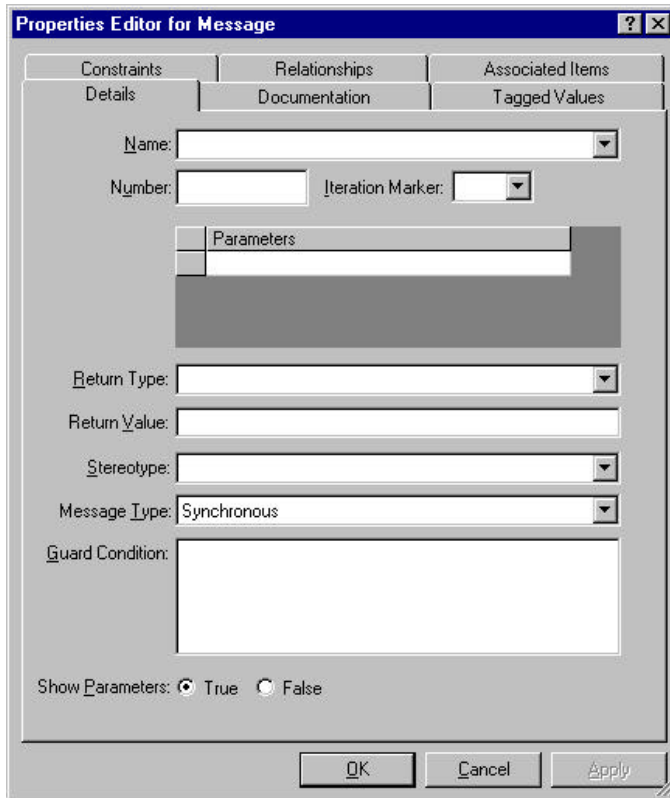 Properties Editor for Message
Constraints Relationships Associated Items
Details Documentation Tagged Values
Name:
Number: Iteration Marker:
Parameters
Return Type:
Return Value:
Stereotype:
Message Type: Synchronous
Guard Condition:
Show Parameters: True False
OK Cancel Apply